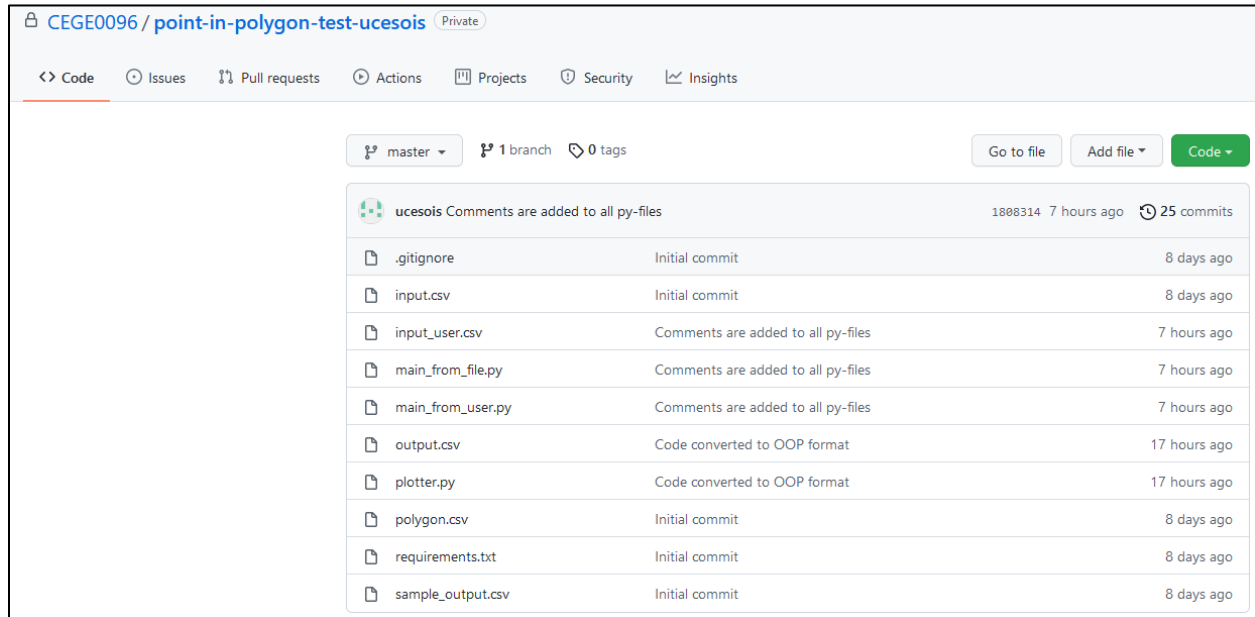 CEGE0096 / point-in-polygon-test-ucesois Private
Code Issues Pull requests Actions Projects Security Insights
master 1 branch 0 tags Go to file Add file Code
ucesois Comments are added to all py-files 1808314 7 hours ago 25 commits
.gitignore Initial commit 8 days ago
input.csv Initial commit 8 days ago
input_user.csv Comments are added to all py-files 7 hours ago
main_from_file.py Comments are added to all py-files 7 hours ago
main_from_user.py Comments are added to all py-files 7 hours ago
output.csv Code converted to OOP format 17 hours ago
plotter.py Code converted to OOP format 17 hours ago
polygon.csv Initial commit 8 days ago
requirements.txt Initial commit 8 days ago
sample_output.csv Initial commit 8 days ago